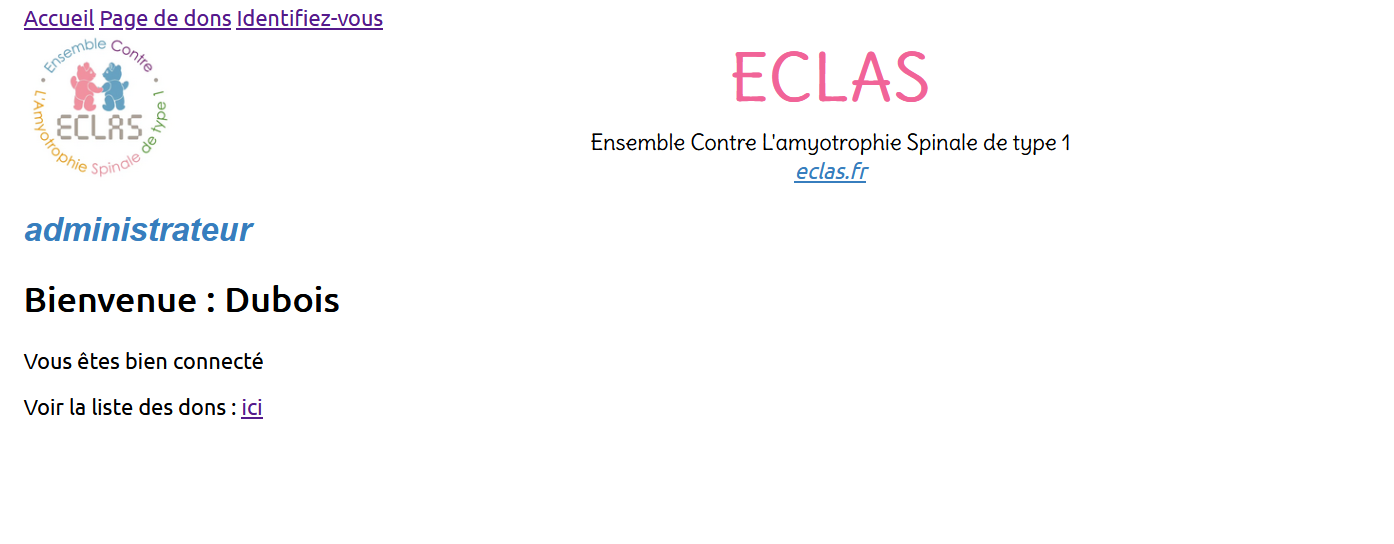 Accueil Page de dons Identifiez-vous
• Ensemble Contre •
L'Amyotrophie Spinale de type 1
ECLAS
ECLAS
Ensemble Contre L'amyotrophie Spinale de type 1
eclas.fr
administrateur
Bienvenue : Dubois
Vous êtes bien connecté
Voir la liste des dons : ici